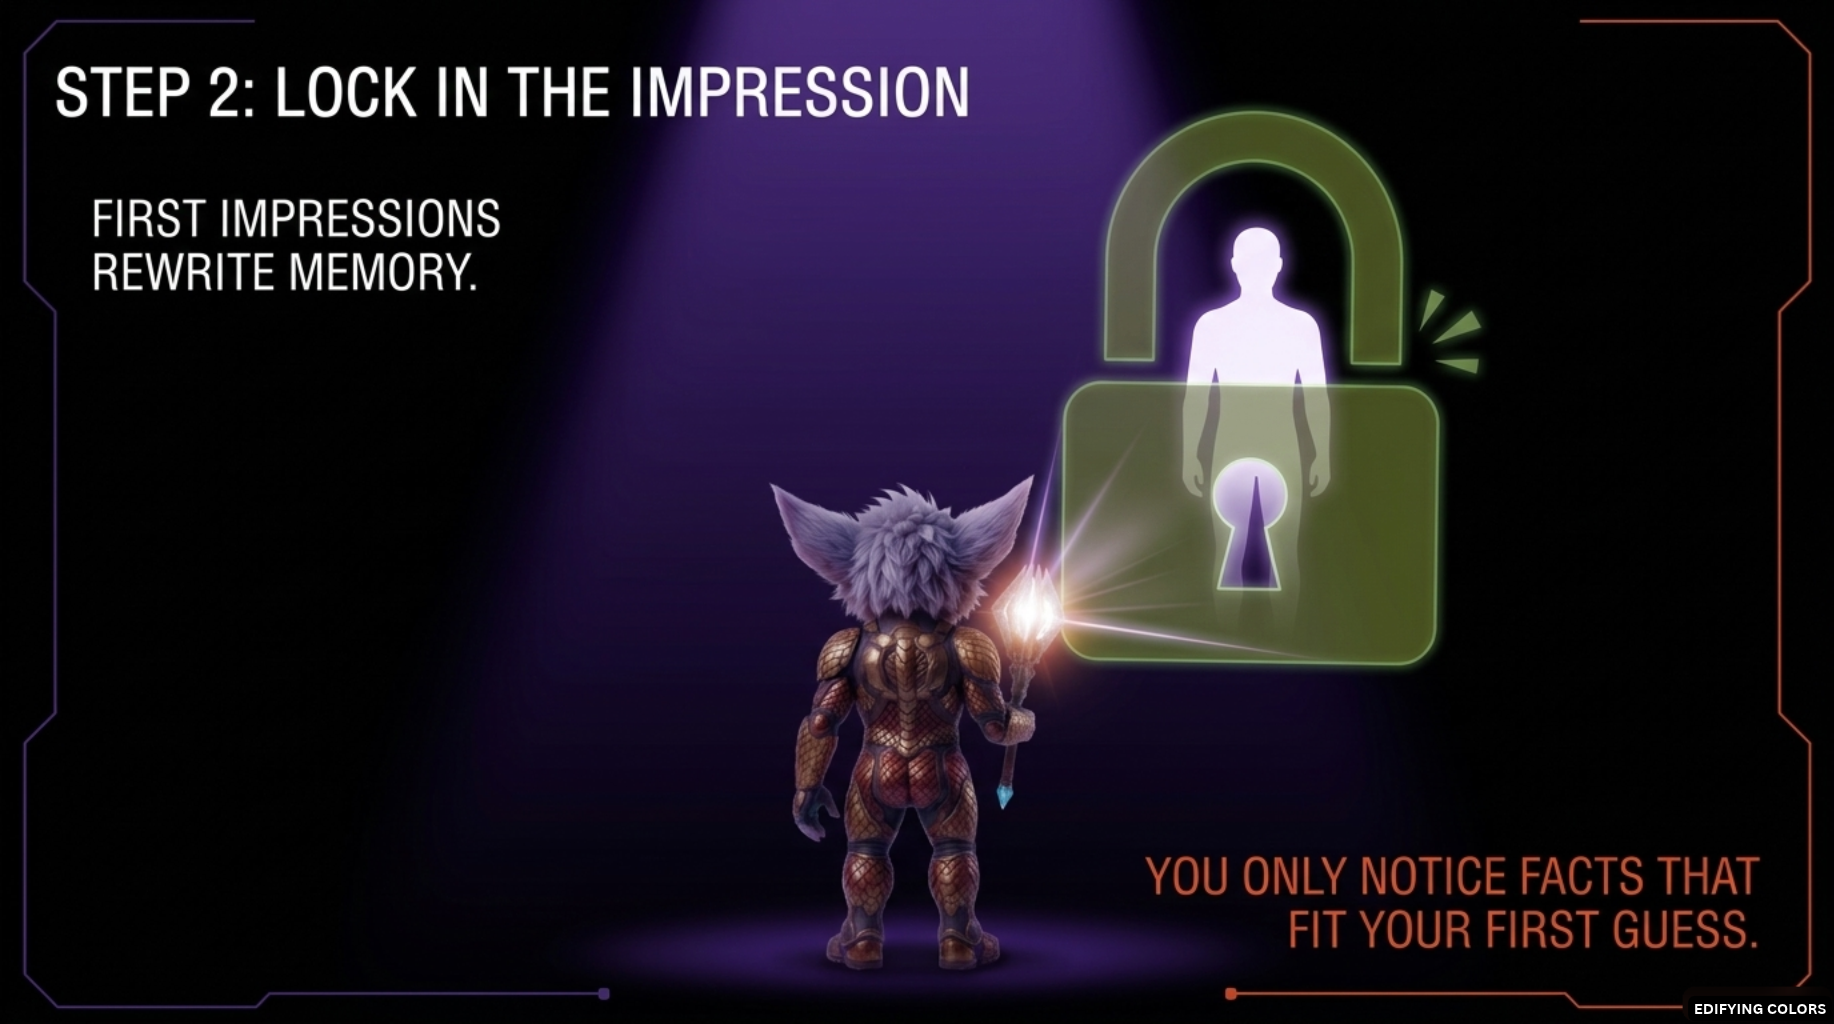 STEP 2: LOCK IN THE IMPRESSION
FIRST IMPRESSIONS
REWRITE MEMORY.
YOU ONLY NOTICE FACTS THAT
FIT YOUR FIRST GUESS.
EDIFYING COLORS